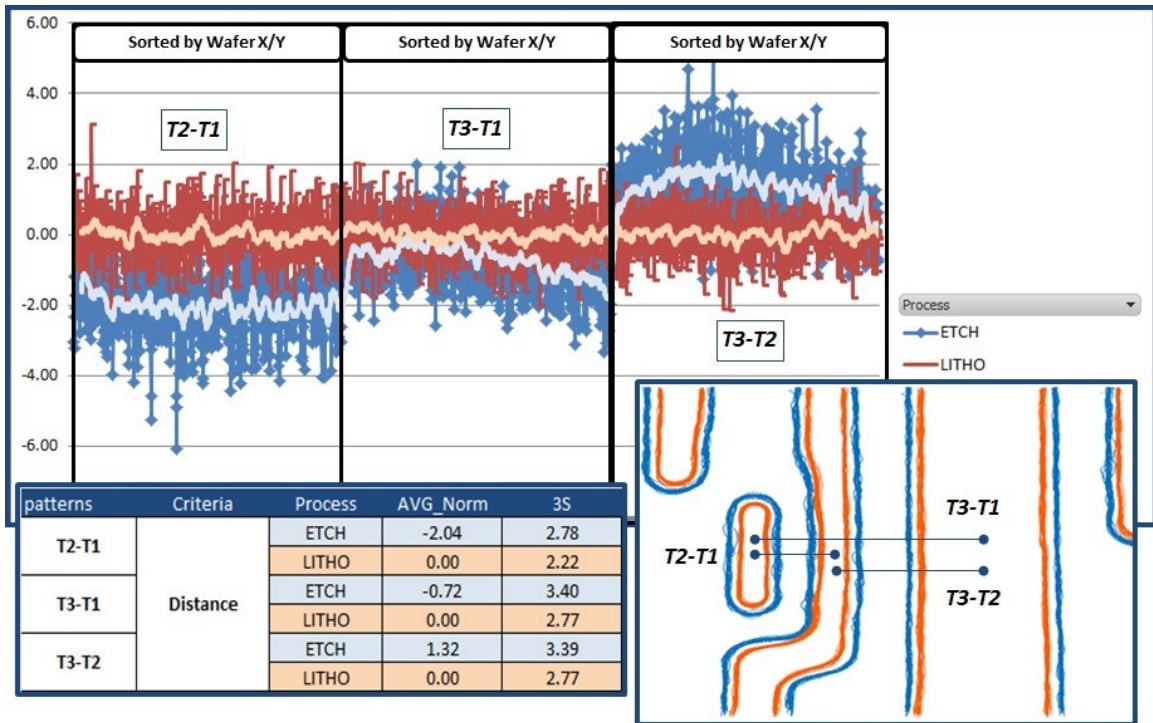 6.00
Sorted by Wafer X/Y
Sorted by Wafer X/Y
Sorted by Wafer X/Y
4.00
T2-T1
T3-T1
2.00
0.00
-2.00
Process
T3-T2
ETCH
-4.00
LITHO
-6.00
patterns Criteria Process AVG_Norm 3S
T2-T1 Distance ETCH -2.04 2.78
LITHO 0.00 2.22
T3-T1 ETCH -0.72 3.40
LITHO 0.00 2.77
T3-T2 ETCH 1.32 3.39
LITHO 0.00 2.77
T3-T1
T2-T1
T3-T2